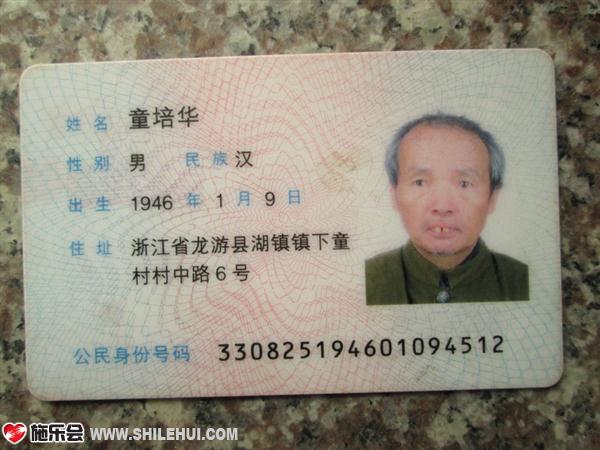 姓名 童培华
性别 男 民族 汉
出生 1946 年 1 月 9 日
住址 浙江省龙游县湖镇镇下童
村村中路6号
公民身份号码 330825194601094512
施乐会 WWW.SHILEHUI.COM